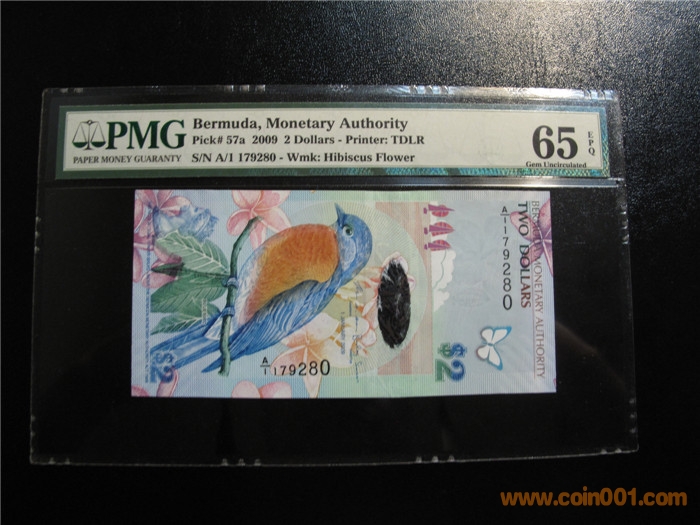 PMG
PAPER MONEY GUARANTY
Bermuda, Monetary Authority
Pick# 57a 2009 2 Dollars - Printer: TDLR
S/N A/1 179280 - Wmk: Hibiscus Flower
65 EPQ
Gem Uncirculated
BERMUDA MONETARY AUTHORITY
TWO DOLLARS
A/1 179280
$2
$2
A/1 179280
www.coin001.com